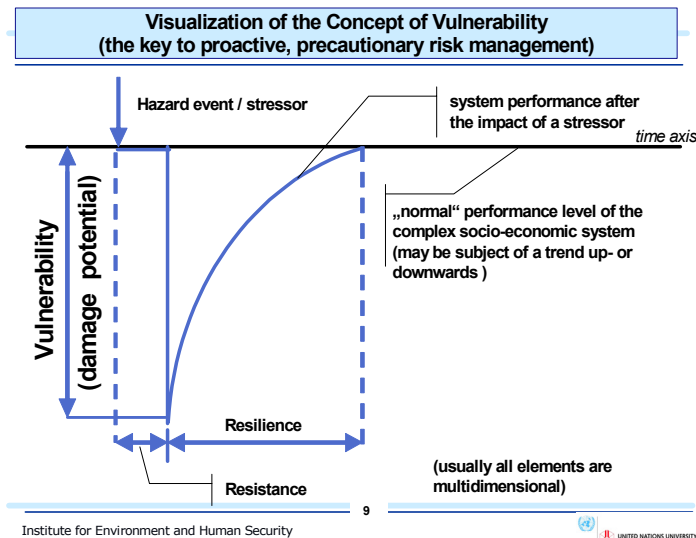 Visualization of the Concept of Vulnerability
(the key to proactive, precautionary risk management)
Hazard event / stressor
system performance after
the impact of a stressor
time axis
Vulnerability
(damage potential)
„normal“ performance level of the
complex socio-economic system
(may be subject of a trend up- or
downwards )
Resilience
Resistance
(usually all elements are
multidimensional)
9
Institute for Environment and Human Security
UNITED NATIONS UNIVERSITY